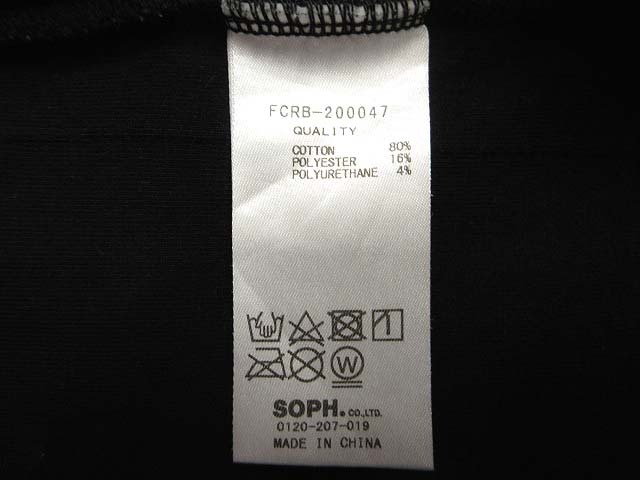 FCRB-200047
QUALITY
COTTON 80%
POLYESTER 16%
POLYURETHANE 4%
W
SOPH. CO.,LTD.
0120-207-019
MADE IN CHINA